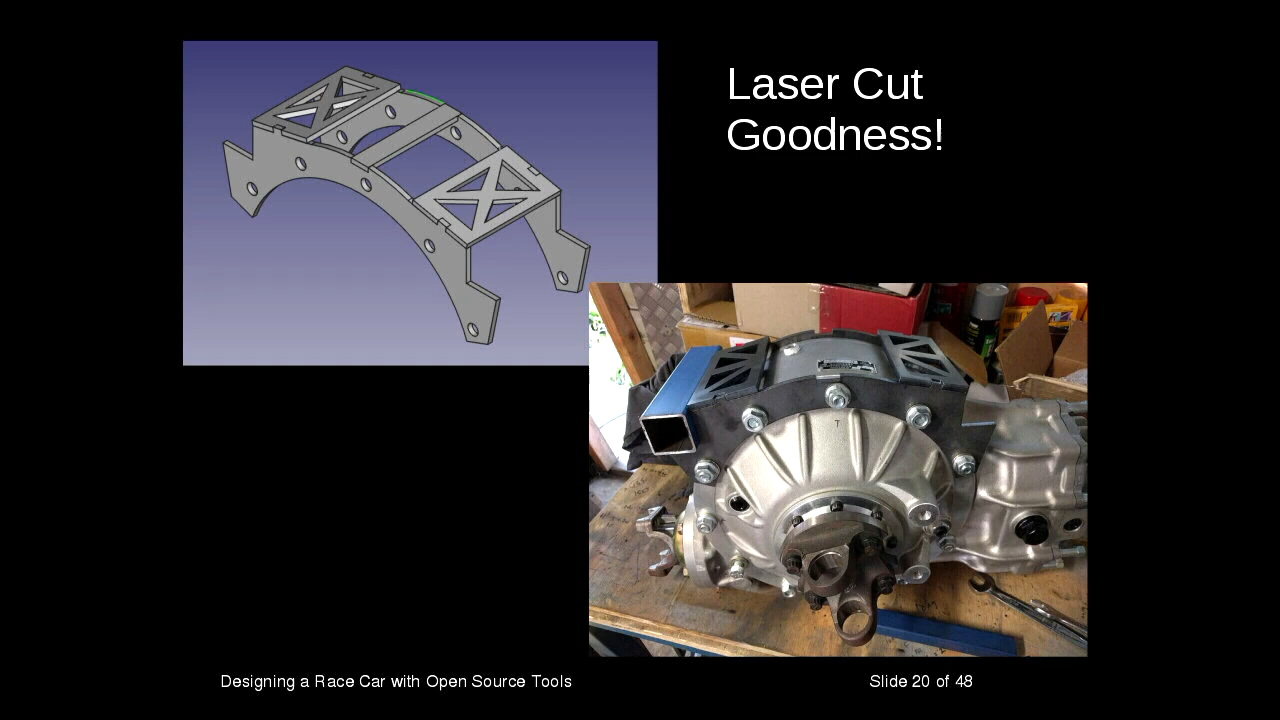 Laser Cut
Goodness!
T
Designing a Race Car with Open Source Tools
Slide 20 of 48